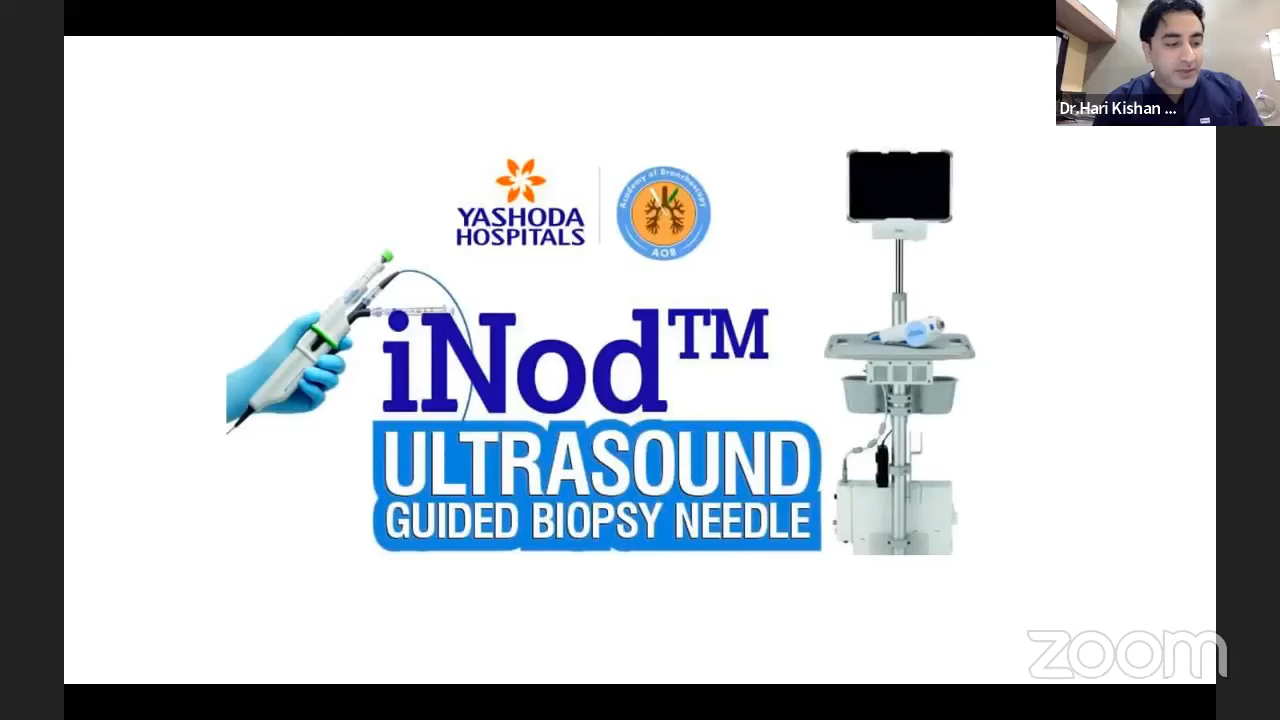 Dr.Hari Kishan ...
YASHODA
HOSPITALS
Academy of Bronchoscopy
AOB
iNod™
ULTRASOUND
GUIDED BIOPSY NEEDLE
zoom